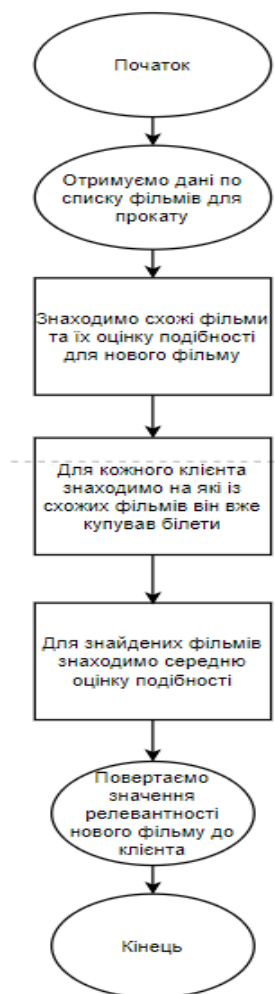 Початок
Отримуємо дані по
списку фільмів для
прокату
Знаходимо схожі фільми
та їх оцінку подібності
для нового фільму
Для кожного клієнта
знаходимо на які із
схожих фільмів він вже
купував білети
Для знайдених фільмів
знаходимо середню
оцінку подібності
Повертаємо
значення
релевантності
нового фільму до
клієнта
Кінець